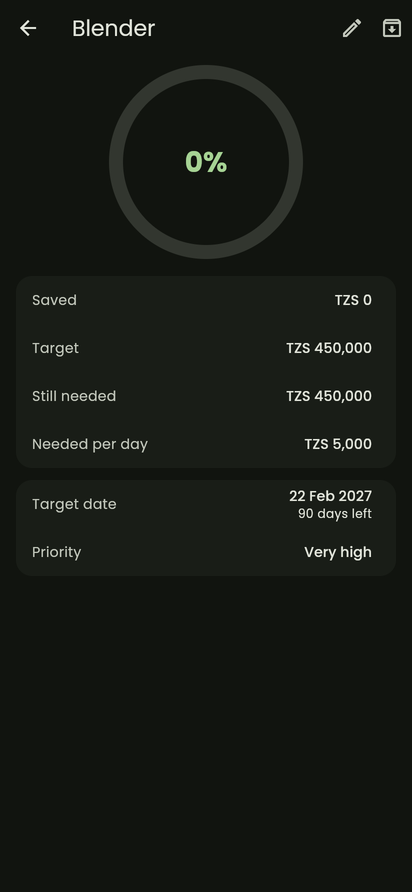 Blender
0%
Saved TZS 0
Target TZS 450,000
Still needed TZS 450,000
Needed per day TZS 5,000
Target date 22 Feb 2027
90 days left
Priority Very high